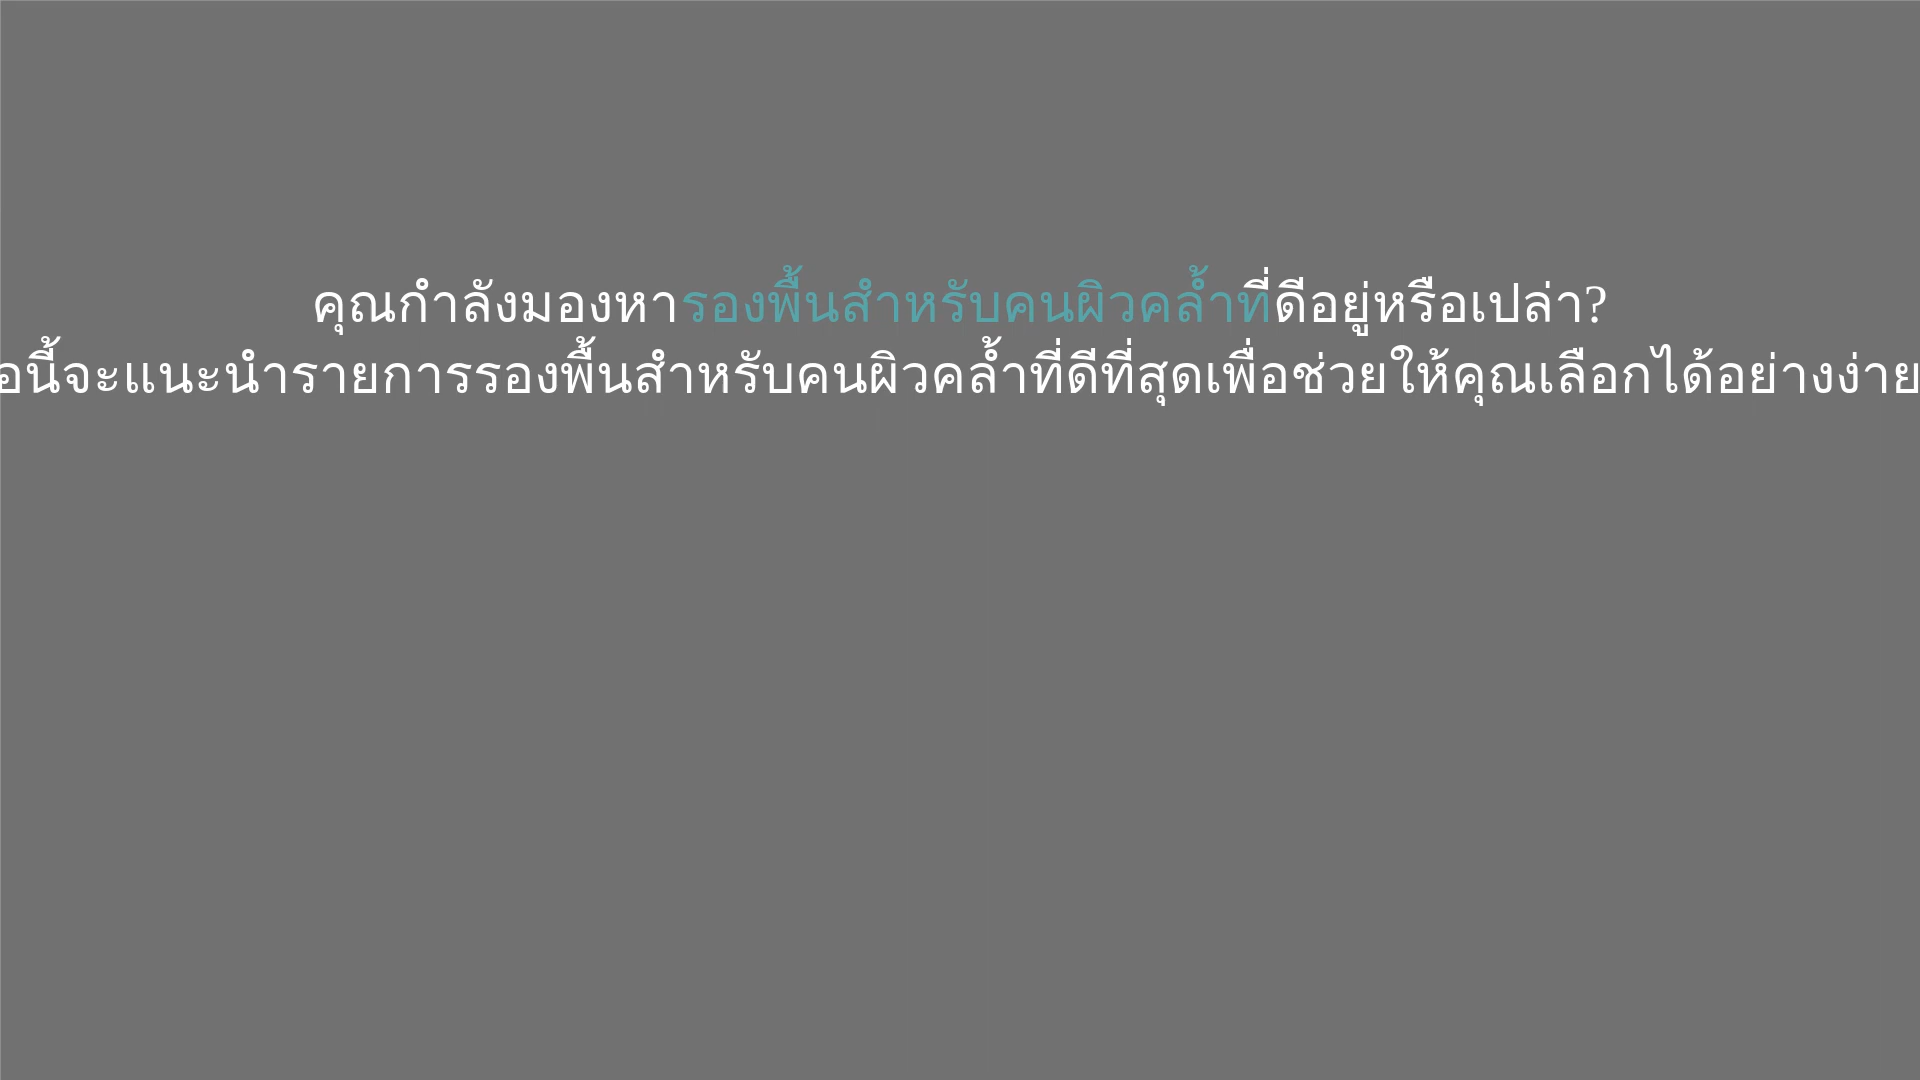 คุณกำลังมองหารองพื้นสำหรับคนผิวคล้ำที่ดีอยู่หรือเปล่า?
อนี้จะแนะนำรายการรองพื้นสำหรับคนผิวคล้ำที่ดีที่สุดเพื่อช่วยให้คุณเลือกได้อย่างง่าย